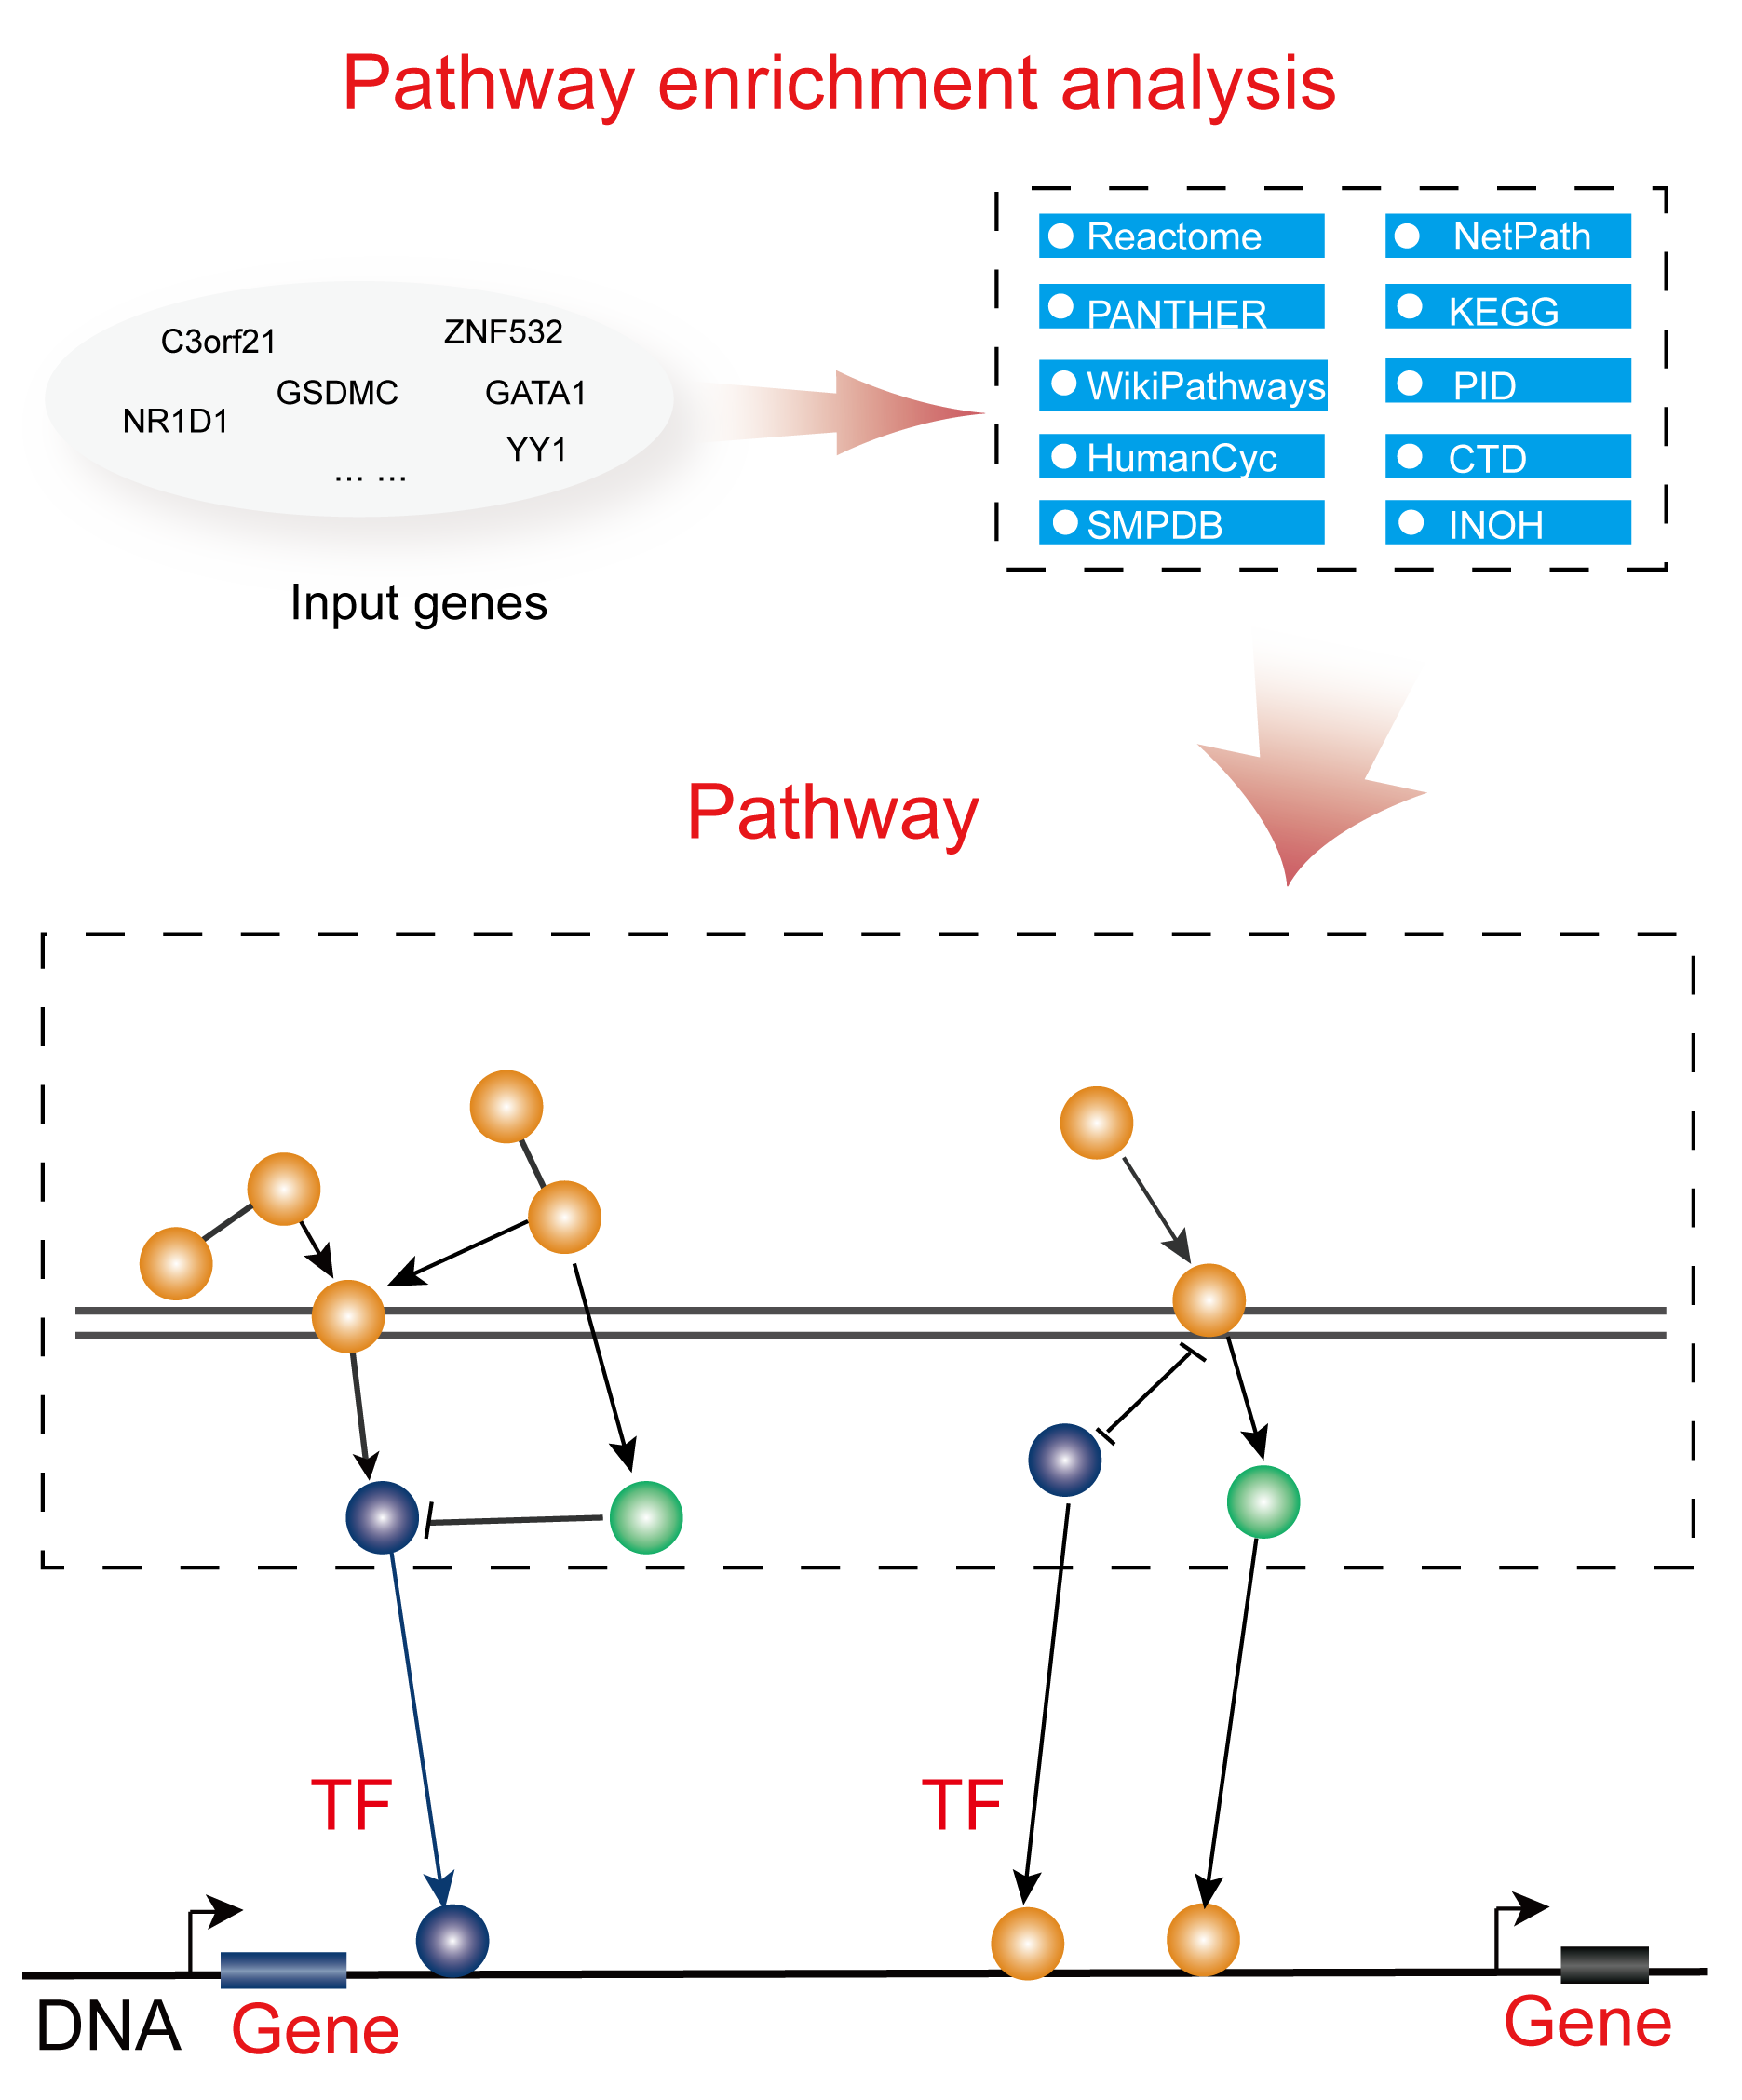 Pathway enrichment analysis
C3orf21
ZNF532
GSDMC
GATA1
NR1D1
YY1
... ...
Input genes
Reactome
NetPath
PANTHER
KEGG
WikiPathways
PID
HumanCyc
CTD
SMPDB
INOH
Pathway
TF
TF
DNA
Gene
Gene